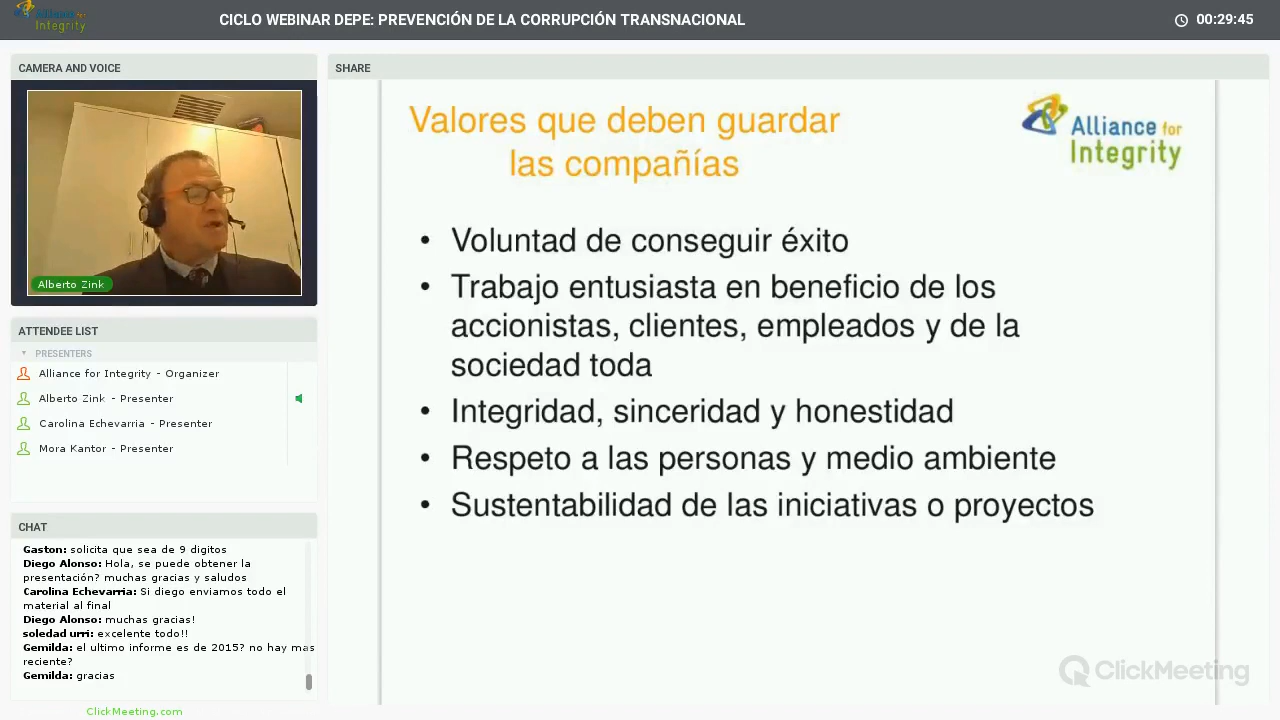 Alliance for
Integrity
CICLO WEBINAR DEPE: PREVENCIÓN DE LA CORRUPCIÓN TRANSNACIONAL
00:29:45
CAMERA AND VOICE
Alberto Zink
ATTENDEE LIST
PRESENTERS
Alliance for Integrity - Organizer
Alberto Zink - Presenter
Carolina Echevarria - Presenter
Mora Kantor - Presenter
CHAT
Gaston: solicita que sea de 9 digitos
Diego Alonso: Hola, se puede obtener la
presentación? muchas gracias y saludos
Carolina Echevarria: Si diego enviamos todo el
material al final
Diego Alonso: muchas gracias!
soledad urri: excelente todo!!
Gemilda: el ultimo informe es de 2015? no hay mas
reciente?
Gemilda: gracias
ClickMeeting.com
SHARE
Valores que deben guardar
las compañías
Alliance for
Integrity
• Voluntad de conseguir éxito
• Trabajo entusiasta en beneficio de los
accionistas, clientes, empleados y de la
sociedad toda
• Integridad, sinceridad y honestidad
• Respeto a las personas y medio ambiente
• Sustentabilidad de las iniciativas o proyectos
ClickMeeting